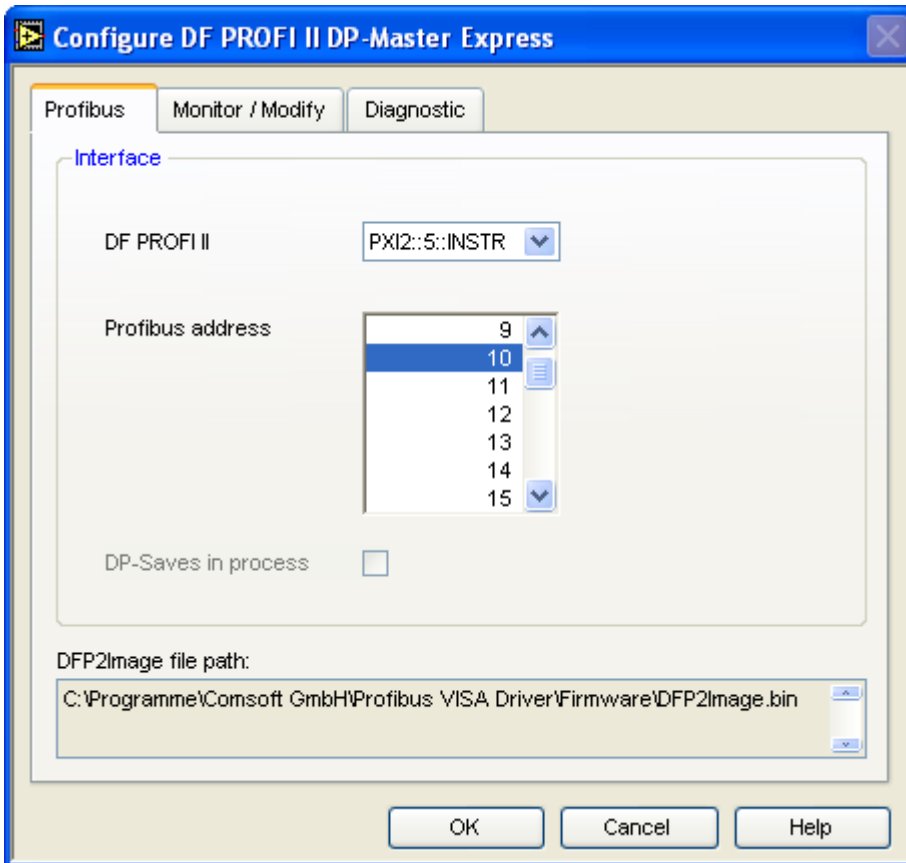 Configure DF PROFI II DP-Master Express
Profibus Monitor / Modify Diagnostic
Interface
DF PROFI II PXI2::5::INSTR
Profibus address
9
10
11
12
13
14
15
DP-Saves in process
DFP2Image file path:
C:\Programme\Comsoft GmbH\Profibus VISA Driver\Firmware\DFP2Image.bin
OK Cancel Help